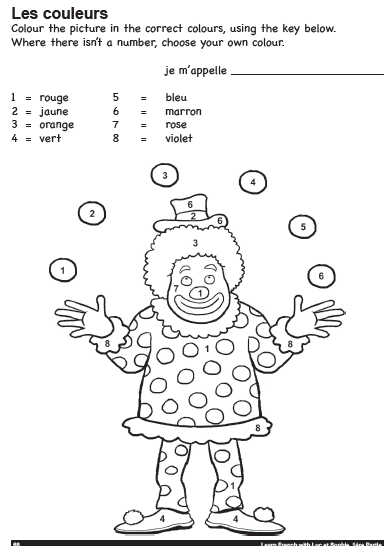 Les couleurs
Colour the picture in the correct colours, using the key below.
Where there isn't a number, choose your own colour.
je m'appelle
1 = rouge 5 = bleu
2 = jaune 6 = marron
3 = orange 7 = rose
4 = vert 8 = violet
3
4
6
2
6
2
5
3
1
6
7
1
8
1
8
8
1
4
4
66 Learn French with Luc et Sophie, 1ère Partie